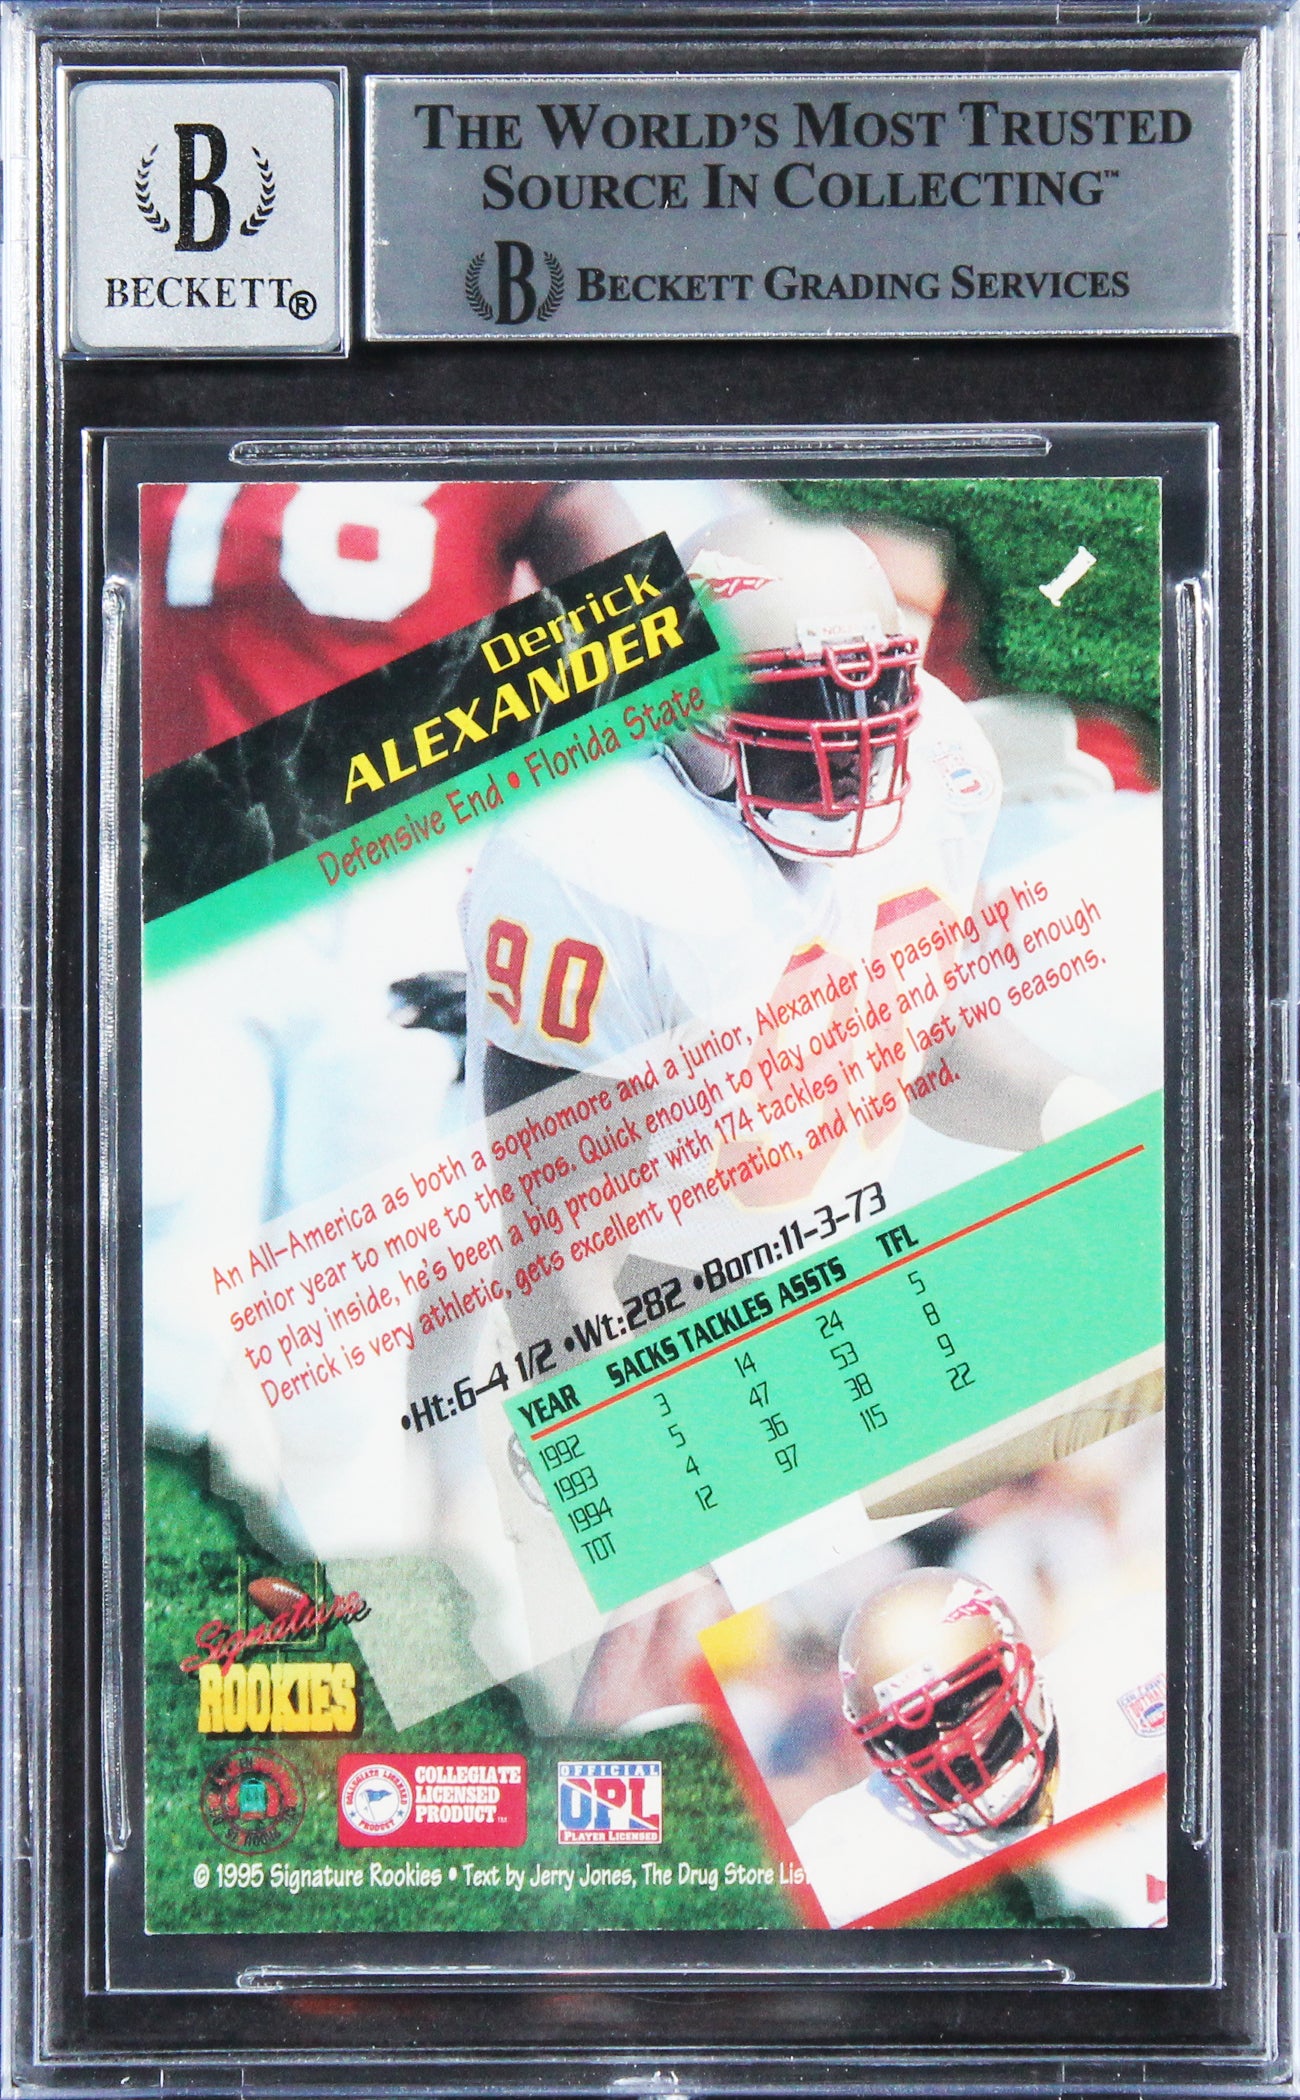 B
BECKETT®
THE WORLD'S MOST TRUSTED
SOURCE IN COLLECTING™
B BECKETT GRADING SERVICES
1
Derrick
ALEXANDER
Defensive End • Florida State
90
An All-America as both a sophomore and a junior, Alexander is passing up his
senior year to move to the pros. Quick enough to play outside and strong enough
to play inside, he's been a big producer with 174 tackles in the last two seasons.
Derrick is very athletic, gets excellent penetration, and hits hard.
•Ht:6-4 1/2 •Wt:282 •Born:11-3-73
YEAR SACKS TACKLES ASSTS TFL
1992 3 14 24 5
1993 5 47 53 8
1994 4 36 38 9
TOT 12 97 115 22
Signature
ROOKIES
COLLEGIATE LICENSED PRODUCT
COLLEGIATE
LICENSED
PRODUCT™
OFFICIAL
OPL
PLAYER LICENSED
© 1995 Signature Rookies • Text by Jerry Jones, The Drug Store Lis